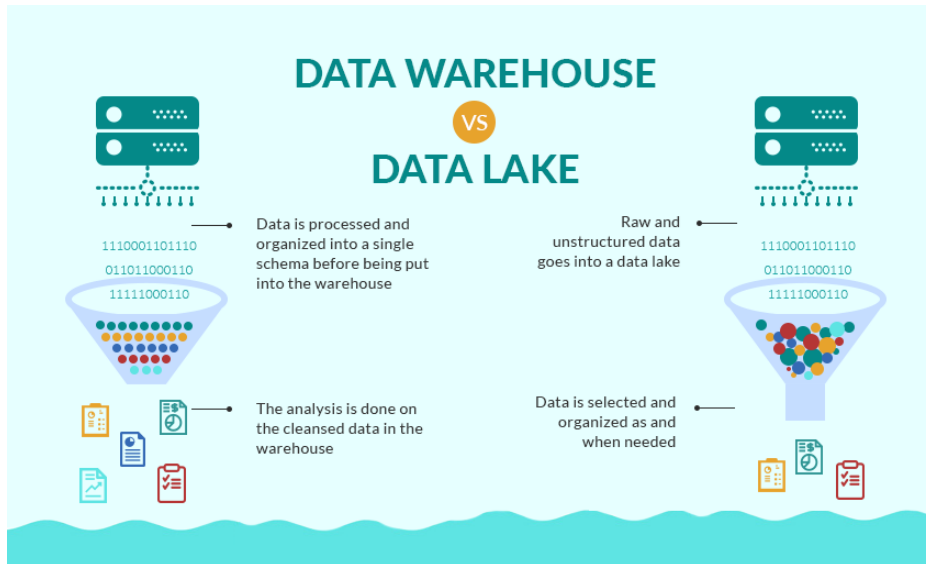 DATA WAREHOUSE
VS
DATA LAKE
Data is processed and
organized into a single
schema before being put
into the warehouse
1110001101110
011011000110
11111000110
The analysis is done on
the cleansed data in the
warehouse
Raw and
unstructured data
goes into a data lake
1110001101110
011011000110
11111000110
Data is selected and
organized as and
when needed